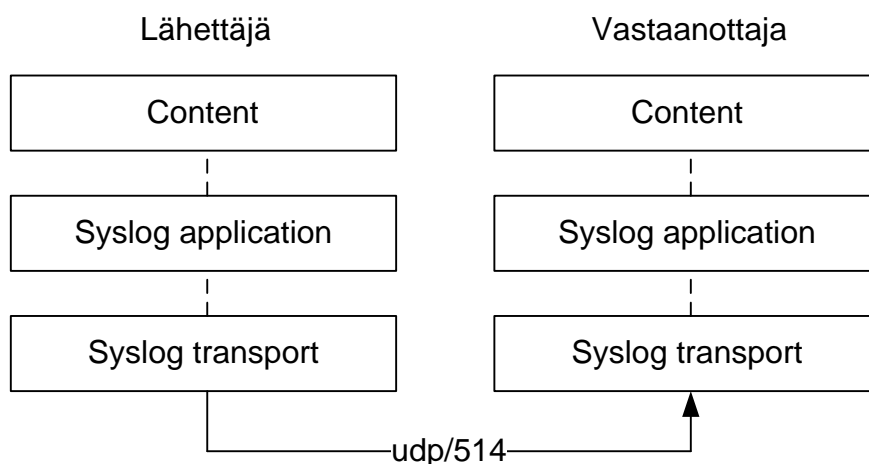 Lähettäjä
Vastaanottaja
Content
Content
Syslog application
Syslog application
Syslog transport
Syslog transport
udp/514